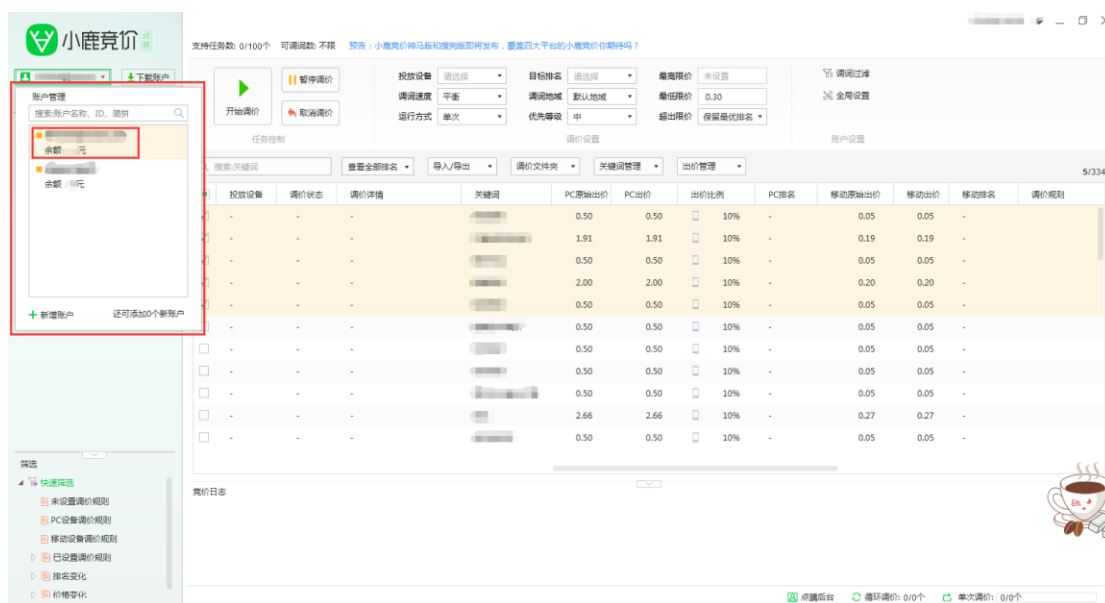 小鹿竞价
支持任务数: 0/100个 可调词数: 不限 预告：小鹿竞价神马版和搜狗版即将发布，覆盖四大平台的小鹿竞价你期待吗？
下载账户
账户管理
搜索:账户名称、ID、简拼
余额 元
余额 元
新增账户 还可添加0个新账户
开始调价
暂停调价
取消调价
任务控制
投放设备 请选择 目标排名 请选择 最高限价 未设置
调词速度 平衡 调词地域 默认地域 最低限价 0.30
运行方式 单次 优先等级 中 超出限价 保留最优排名
调价设置
调词过滤
全局设置
账户设置
搜索:关键词 查看全部排名 导入/导出 调价文件夹 关键词管理 出价管理
5/334
投放设备 调价状态 调价详情 关键词 PC原始出价 PC出价 出价比例 PC排名 移动原始出价 移动出价 移动排名 调价规则
- - - 0.50 0.50 10% - 0.05 0.05 -
- - - 1.91 1.91 10% - 0.19 0.19 -
- - - 0.50 0.50 10% - 0.05 0.05 -
- - - 2.00 2.00 10% - 0.20 0.20 -
- - - 0.50 0.50 10% - 0.05 0.05 -
- - - 0.50 0.50 10% - 0.05 0.05 -
- - - 0.50 0.50 10% - 0.05 0.05 -
- - - 0.50 0.50 10% - 0.05 0.05 -
- - - 0.50 0.50 10% - 0.05 0.05 -
- - - 2.66 2.66 10% - 0.27 0.27 -
- - - 0.50 0.50 10% - 0.05 0.05 -
筛选
快速筛选
未设置调价规则
PC设备调价规则
移动设备调价规则
已设置调价规则
排名变化
价格变化
竞价日志
点睛后台 循环调价: 0/0个 单次调价: 0/0个